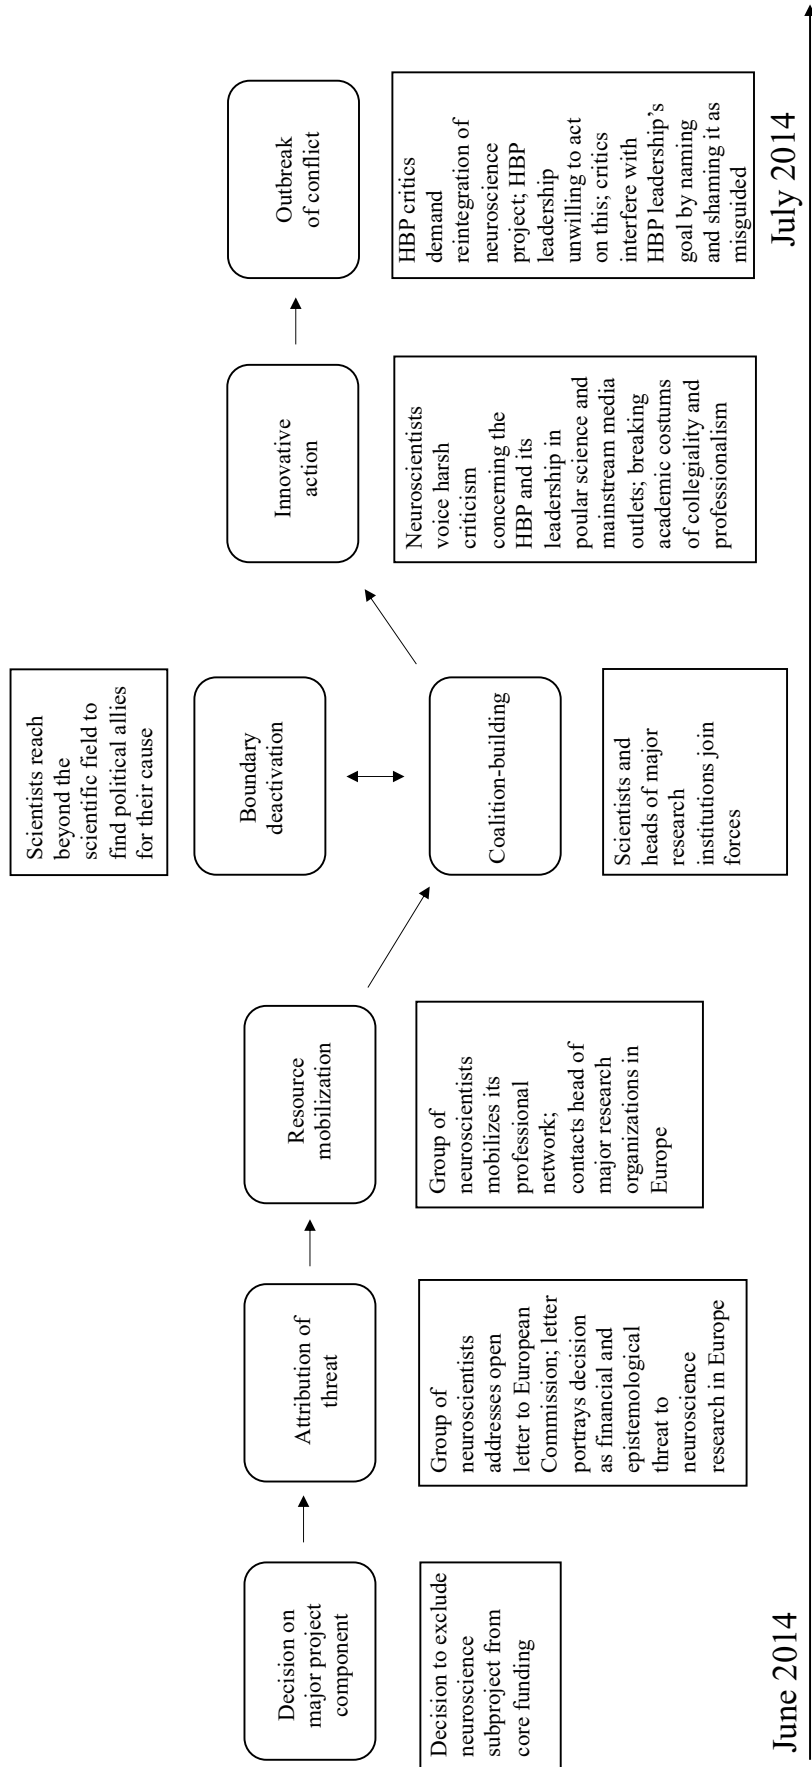 Decision on
major project
component
Decision to exclude
neuroscience
subproject from
core funding
Attribution of
threat
Group of
neuroscientists
addresses open
letter to European
Commission; letter
portrays decision
as financial and
epistemological
threat to
neuroscience
research in Europe
Resource
mobilization
Group of
neuroscientists
mobilizes its
professional
network;
contacts head of
major research
organizations in
Europe
Scientists reach
beyond the
scientific field to
find political allies
for their cause
Boundary
deactivation
Coalition-building
Scientists and
heads of major
research
institutions join
forces
Innovative
action
Neuroscientists
voice harsh
criticism
concerning the
HBP and its
leadership in
poular science and
mainstream media
outlets; breaking
academic costums
of collegiality and
professionalism
Outbreak
of conflict
HBP critics
demand
reintegration of
neuroscience
project; HBP
leadership
unwilling to act
on this; critics
interfere with
HBP leadership’s
goal by naming
and shaming it as
misguided
June 2014
July 2014